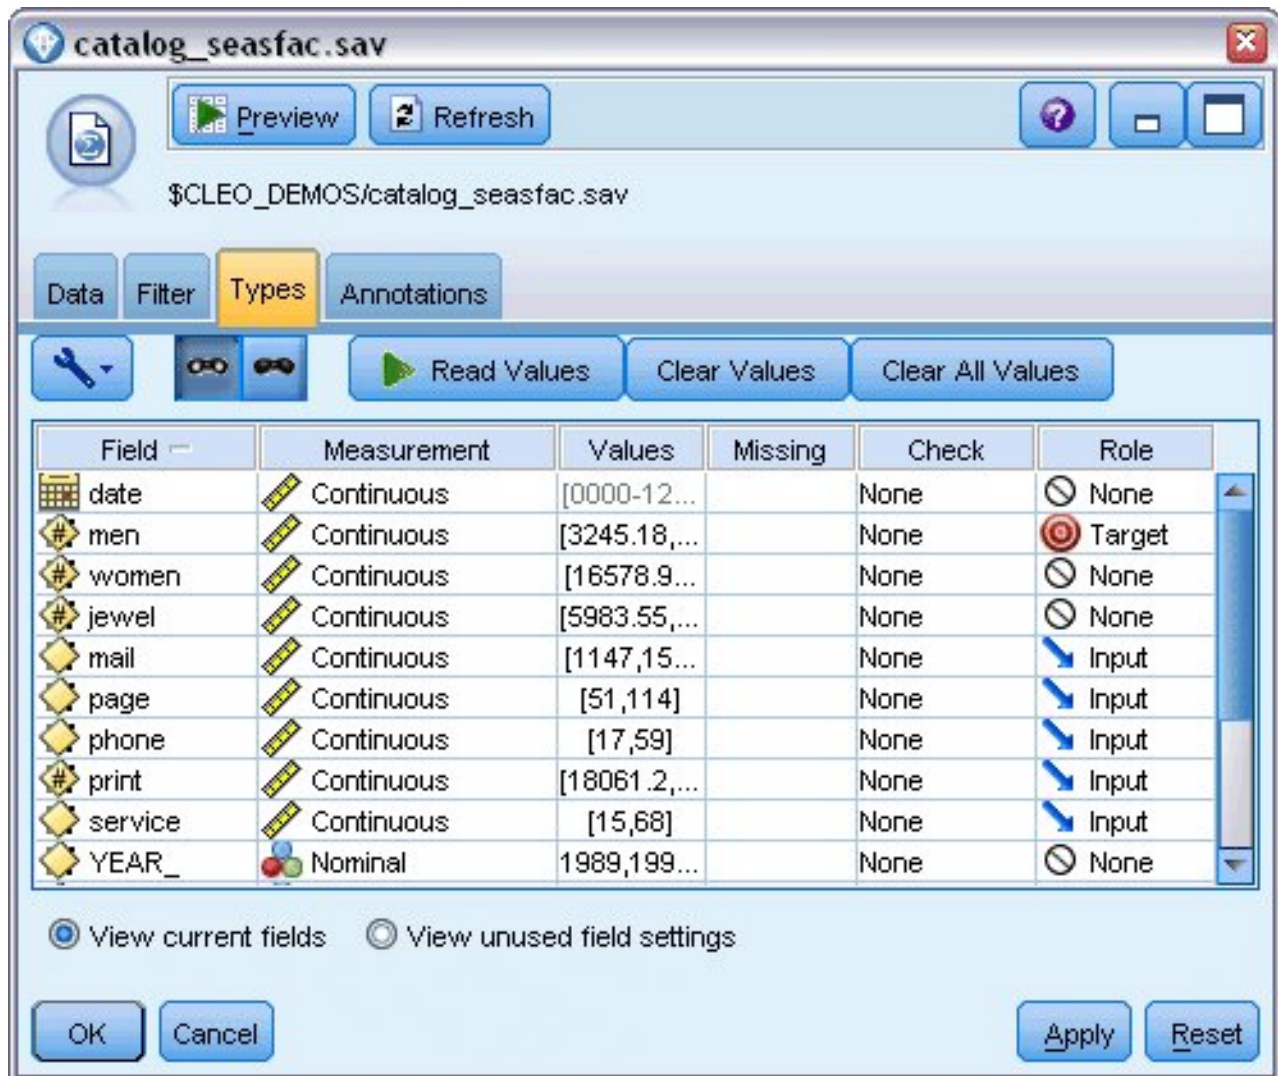 catalog_seasfac.sav
Preview Refresh
$CLEO_DEMOS/catalog_seasfac.sav
Data Filter Types Annotations
Read Values Clear Values Clear All Values
Field Measurement Values Missing Check Role
date Continuous [0000-12... None None
men Continuous [3245.18,... None Target
women Continuous [16578.9... None None
jewel Continuous [5983.55,... None None
mail Continuous [1147,15... None Input
page Continuous [51,114] None Input
phone Continuous [17,59] None Input
print Continuous [18061.2,... None Input
service Continuous [15,68] None Input
YEAR_ Nominal 1989,199... None None
View current fields View unused field settings
OK Cancel Apply Reset